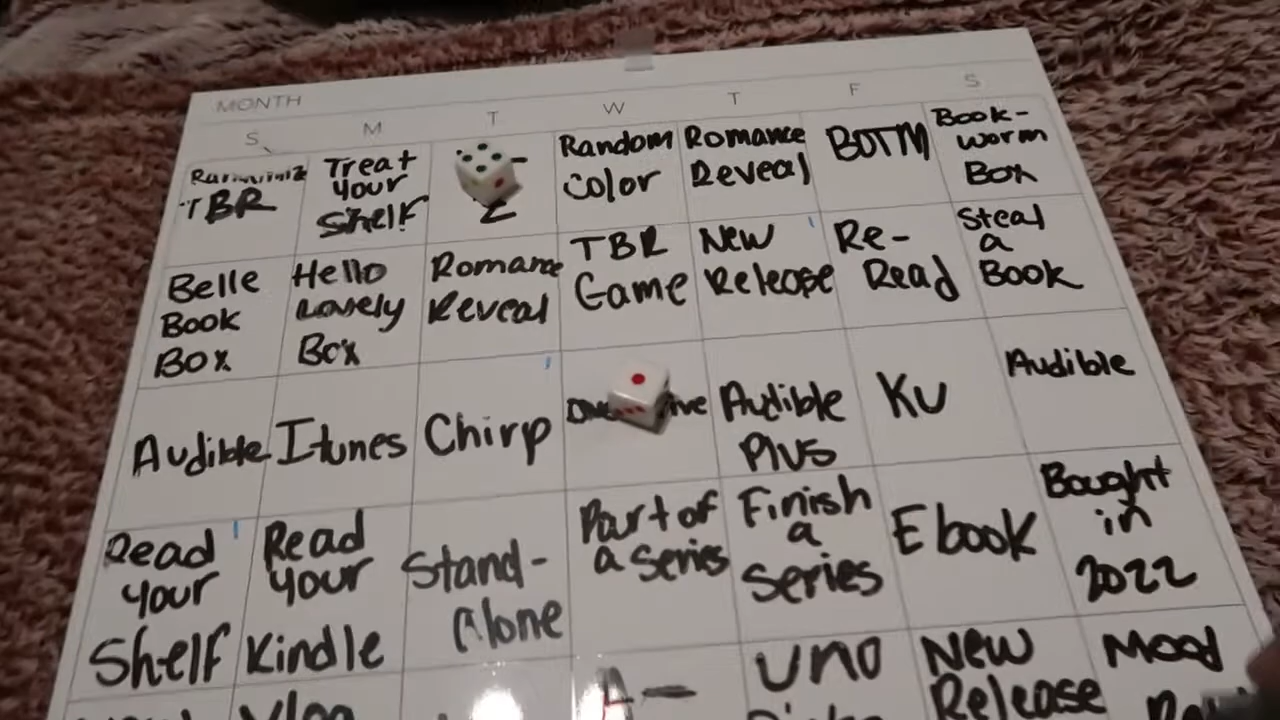 MONTH
S M T W T F S
TBR
Treat
your
Shelf
Z
Random
Color
Romance
Reveal
BOTM
Book-
worm
Box
Belle
Book
Box
Hello
Lovely
Box
Romance
Reveal
TBR
Game
New
Release
Re-
Read
Steal
a
Book
Audible
Itunes
Chirp
Audible
Plus
KU
Audible
Read
your
Shelf
Read
your
Kindle
Stand-
Alone
Part of
a Series
Finish
a
Series
Ebook
Bought
in
2022
Vlog
A-
UNO
New
Release
Mood